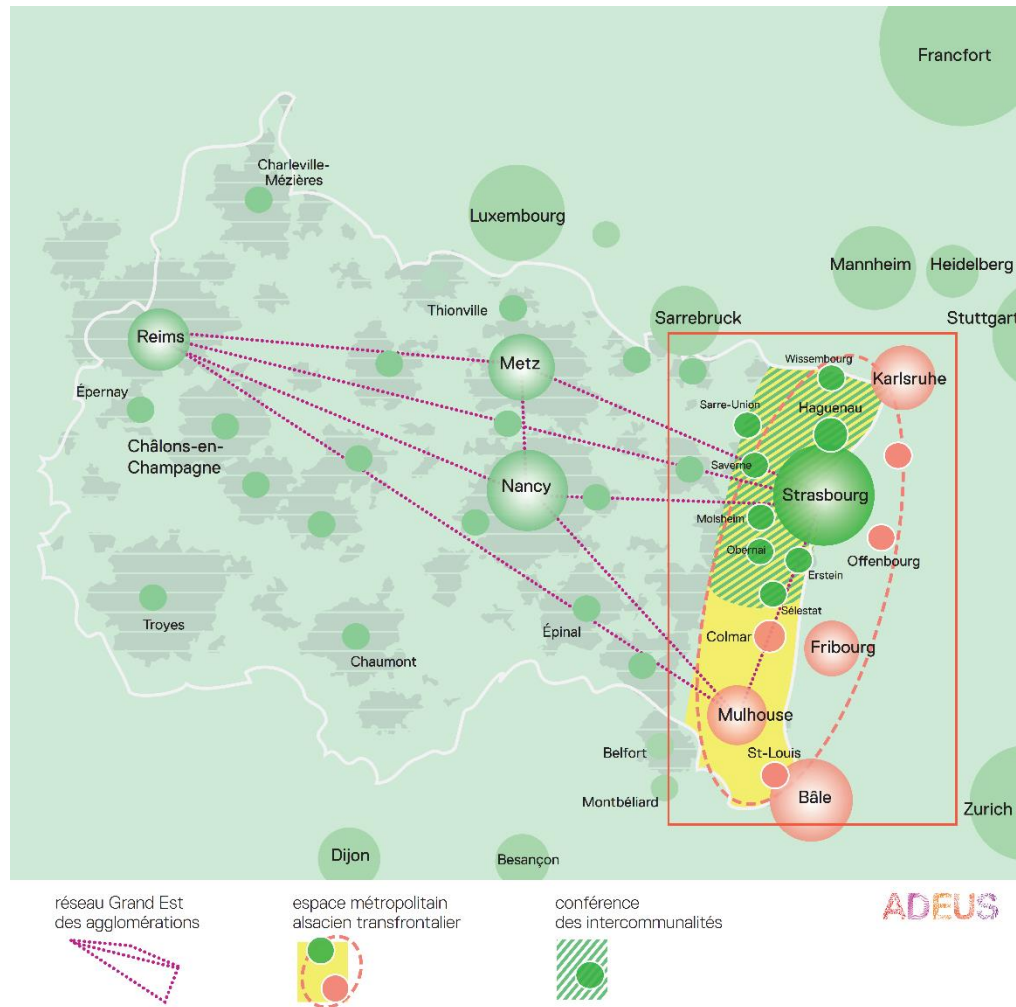 Francfort
Charleville-
Mézières
Luxembourg
Mannheim
Heidelberg
Thionville
Sarrebruck
Stuttgart
Reims
Metz
Wissembourg
Karlsruhe
Épernay
Sarre-Union
Haguenau
Châlons-en-
Champagne
Saverne
Nancy
Strasbourg
Molsheim
Obernai
Offenbourg
Erstein
Sélestat
Troyes
Épinal
Colmar
Fribourg
Chaumont
Mulhouse
Belfort
St-Louis
Montbéliard
Bâle
Zurich
Dijon
Besançon
réseau Grand Est
des agglomérations
espace métropolitain
alsacien transfrontalier
conférence
des intercommunalités
ADEUS